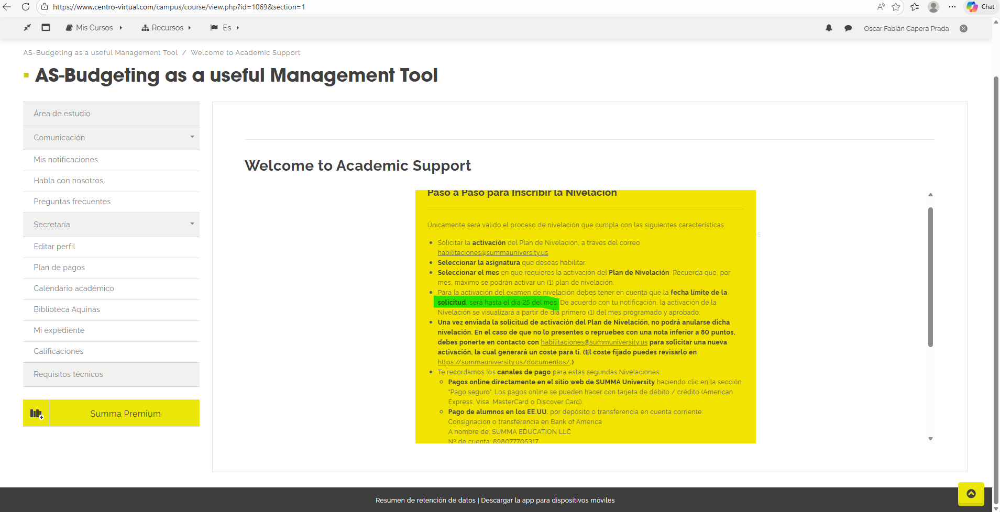 https://www.centro-virtual.com/campus/course/view.php?id=1069&section=1
Chat
Mis Cursos
Recursos
Es
Oscar Fabián Capera Prada
AS-Budgeting as a useful Management Tool / Welcome to Academic Support
AS-Budgeting as a useful Management Tool
Área de estudio
Comunicación
Mis notificaciones
Habla con nosotros
Preguntas frecuentes
Secretaría
Editar perfil
Plan de pagos
Calendario académico
Biblioteca Aquinas
Mi expediente
Calificaciones
Requisitos técnicos
Summa Premium
Welcome to Academic Support
Paso a Paso para Inscribir la Nivelación
Únicamente será válido el proceso de nivelación que cumpla con las siguientes características:
Solicitar la activación del Plan de Nivelación, a través del correo
habilitaciones@summauniversity.us
Seleccionar la asignatura que deseas habilitar.
Seleccionar el mes en que requieres la activación del Plan de Nivelación. Recuerda que, por
mes, máximo se podrán activar un (1) plan de nivelación.
Para la activación del examen de nivelación debes tener en cuenta que la fecha límite de la
solicitud, será hasta el día 25 del mes. De acuerdo con tu notificación, la activación de la
Nivelación se visualizará a partir de día primero (1) del mes programado y aprobado.
Una vez enviada la solicitud de activación del Plan de Nivelación, no podrá anularse dicha
nivelación. En el caso de que no lo presentes o repruebes con una nota inferior a 80 puntos,
debes ponerte en contacto con habilitaciones@summuniversity.us para solicitar una nueva
activación, la cual generará un coste para ti. (El coste fijado puedes revisarlo en
https://summauniversity.us/documentos/.)
Te recordamos los canales de pago para estas segundas Nivelaciones:
Pagos online directamente en el sitio web de SUMMA University haciendo clic en la sección
"Pago seguro". Los pagos online se pueden hacer con tarjeta de débito / crédito (American
Express, Visa, MasterCard o Discover Card).
Pago de alumnos en los EE.UU. por depósito o transferencia en cuenta corriente:
Consignación o transferencia en Bank of America
A nombre de: SUMMA EDUCATION LLC
Nº de cuenta: 898077705317
Resumen de retención de datos | Descargar la app para dispositivos móviles